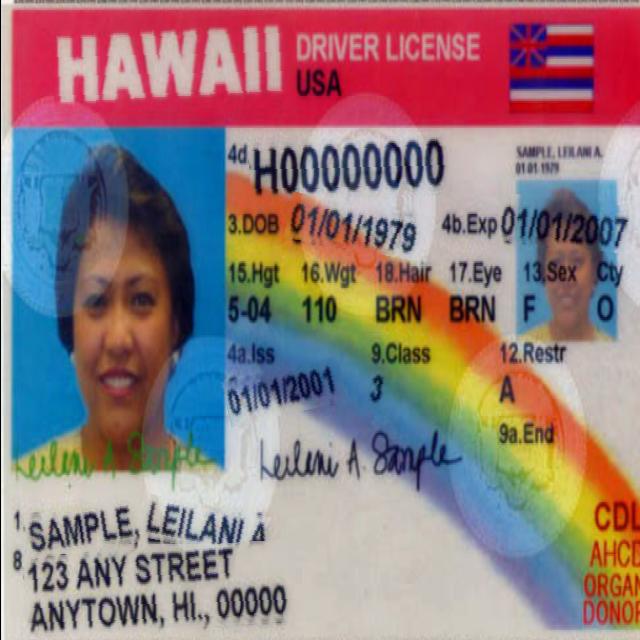 HAWAII DRIVER LICENSE
USA
SAMPLE, LEILANI A.
01-01-1979
4d. H00000000
3.DOB 01/01/1979 4b.Exp 01/01/2007
15.Hgt 16.Wgt 18.Hair 17.Eye 13.Sex Cty
5-04 110 BRN BRN F O
4a.Iss 9.Class 12.Restr
01/01/2001 3 A
9a.End
Leilani A Sample
Leilani A. Sample
1. SAMPLE, LEILANI A
8. 123 ANY STREET
ANYTOWN, HI., 00000
CDL
AHCD
ORGAN
DONOR